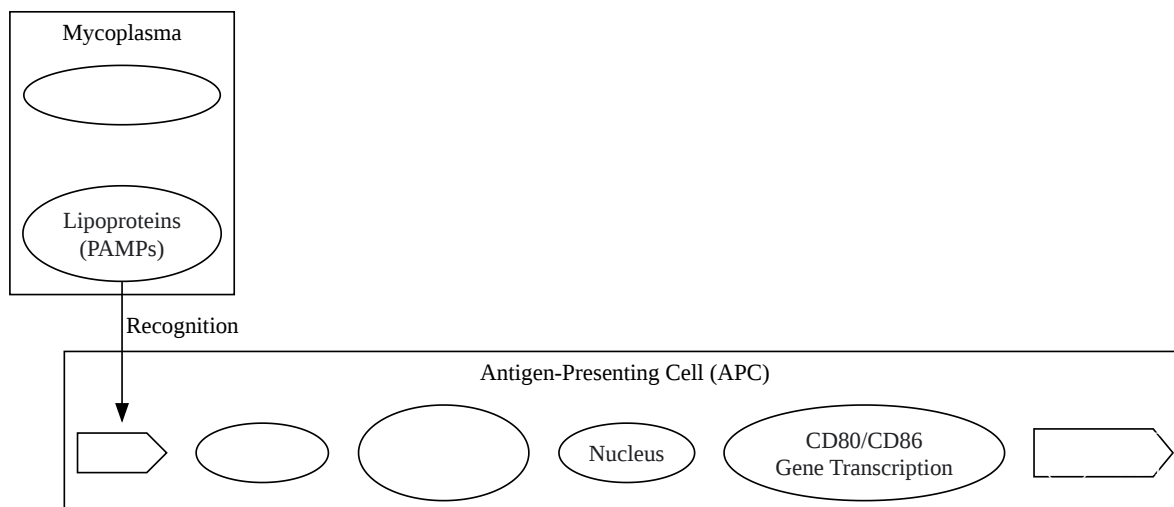 Mycoplasma
Lipoproteins
(PAMPs)
Recognition
Antigen-Presenting Cell (APC)
Nucleus
CD80/CD86
Gene Transcription